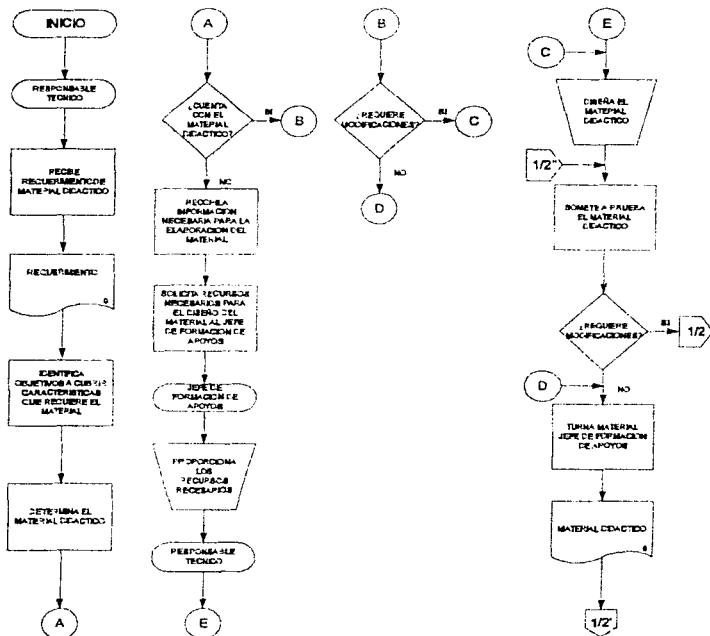 INICIO
RESPONSABLE
TECNICO
RECIBE
REQUERIMIENTO DE
MATERIAL DIDACTICO
REQUERIMIENTO
0
IDENTIFICA
OBJETIVOS A CUBRIR
CARACTERISTICAS
QUE REQUIERE EL
MATERIAL
DETERMINA EL
MATERIAL DIDACTICO
A
A
¿CUENTA
CON EL
MATERIAL
DIDACTICO?
SI
B
NO
RECOPILA
INFORMACION
NECESARIA PARA LA
ELABORACION DEL
MATERIAL
SOLICITA RECURSOS
NECESARIOS PARA
EL DISEÑO DEL
MATERIAL AL JEFE
DE FORMACION DE
APOYOS
JEFE DE
FORMACION DE
APOYOS
PROPORCIONA
LOS
RECURSOS
NECESARIOS
RESPONSABLE
TECNICO
E
B
¿REQUIERE
MODIFICACIONES?
SI
C
NO
D
E
C
DISEÑA EL
MATERIAL
DIDACTICO
1/2"
SOMETE A PRUEBA
EL MATERIAL
DIDACTICO
¿REQUIERE
MODIFICACIONES?
SI
1/2
D
NO
TURNA MATERIAL
JEFE DE FORMACION
DE APOYOS
MATERIAL DIDACTICO
1/2'